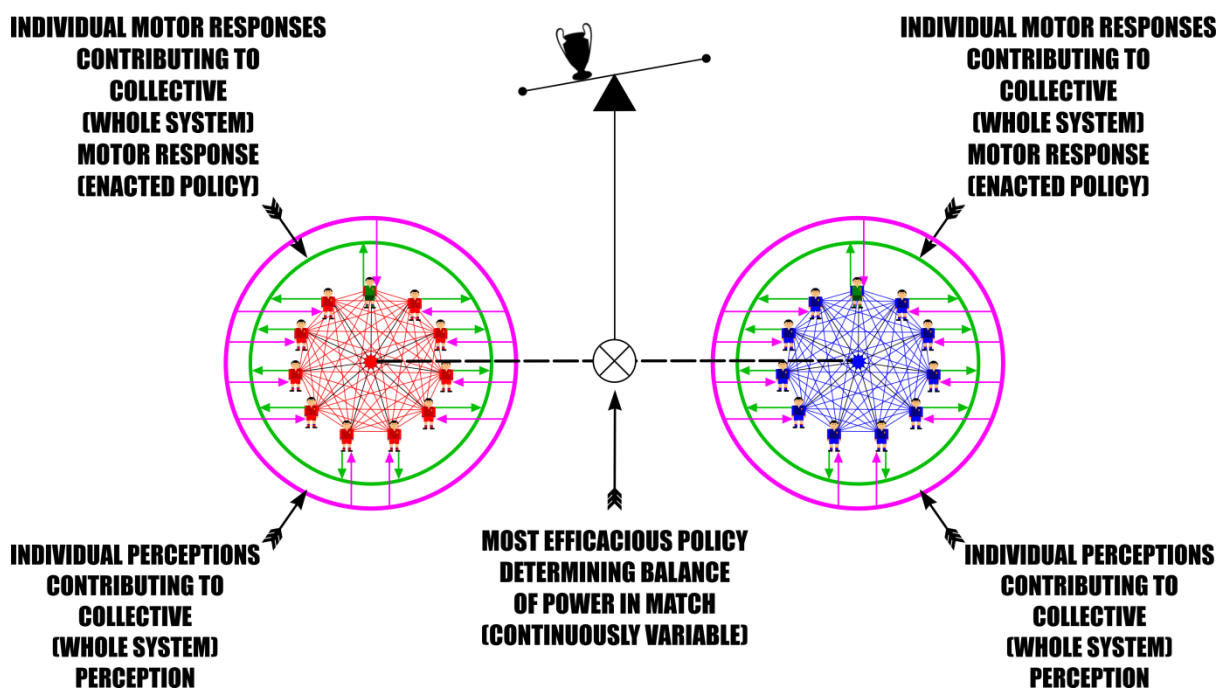 INDIVIDUAL MOTOR RESPONSES
CONTRIBUTING TO
COLLECTIVE
(WHOLE SYSTEM)
MOTOR RESPONSE
(ENACTED POLICY)
INDIVIDUAL MOTOR RESPONSES
CONTRIBUTING TO
COLLECTIVE
(WHOLE SYSTEM)
MOTOR RESPONSE
(ENACTED POLICY)
INDIVIDUAL PERCEPTIONS
CONTRIBUTING TO
COLLECTIVE
(WHOLE SYSTEM)
PERCEPTION
MOST EFFICACIOUS POLICY
DETERMINING BALANCE
OF POWER IN MATCH
(CONTINUOUSLY VARIABLE)
INDIVIDUAL PERCEPTIONS
CONTRIBUTING TO
COLLECTIVE
(WHOLE SYSTEM)
PERCEPTION